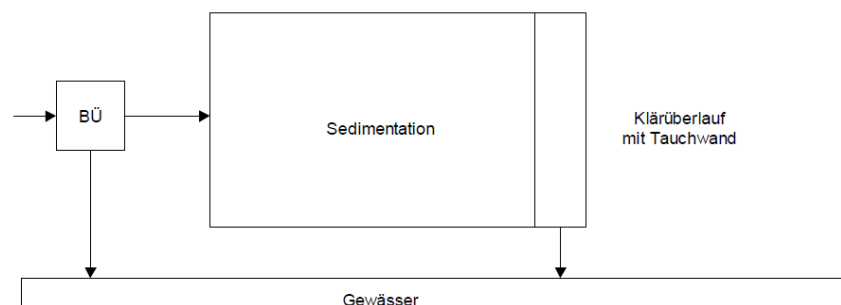 BÜ
Sedimentation
Klärüberlauf
mit Tauchwand
Gewässer